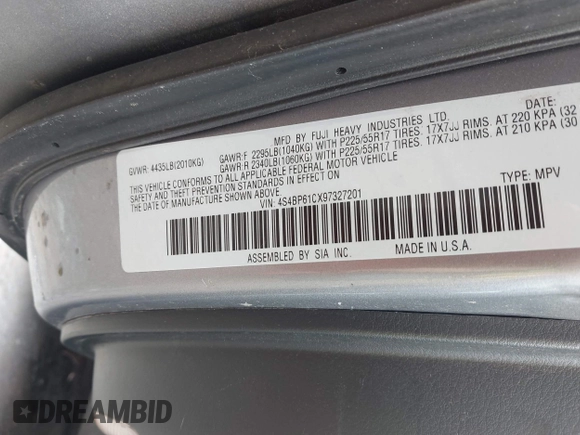 MFD BY FUJI HEAVY INDUSTRIES LTD. DATE:
GVWR: 4435LB(2010KG) GAWR:F 2295LB(1040KG) WITH P225/55R17 TIRES. 17X7JJ RIMS. AT 220 KPA (32
GAWR:R 2340LB(1060KG) WITH P225/55R17 TIRES. 17X7JJ RIMS. AT 210 KPA (30
THIS VEHICLE CONFORMS TO ALL APPLICABLE FEDERAL MOTOR VEHICLE
SAFETY STANDARDS IN EFFECT ON
THE DATE OF MANUFACTURE SHOWN ABOVE.
VIN: 4S4BP61CX97327201 TYPE: MPV
ASSEMBLED BY SIA INC. MADE IN U.S.A.
DREAMBID